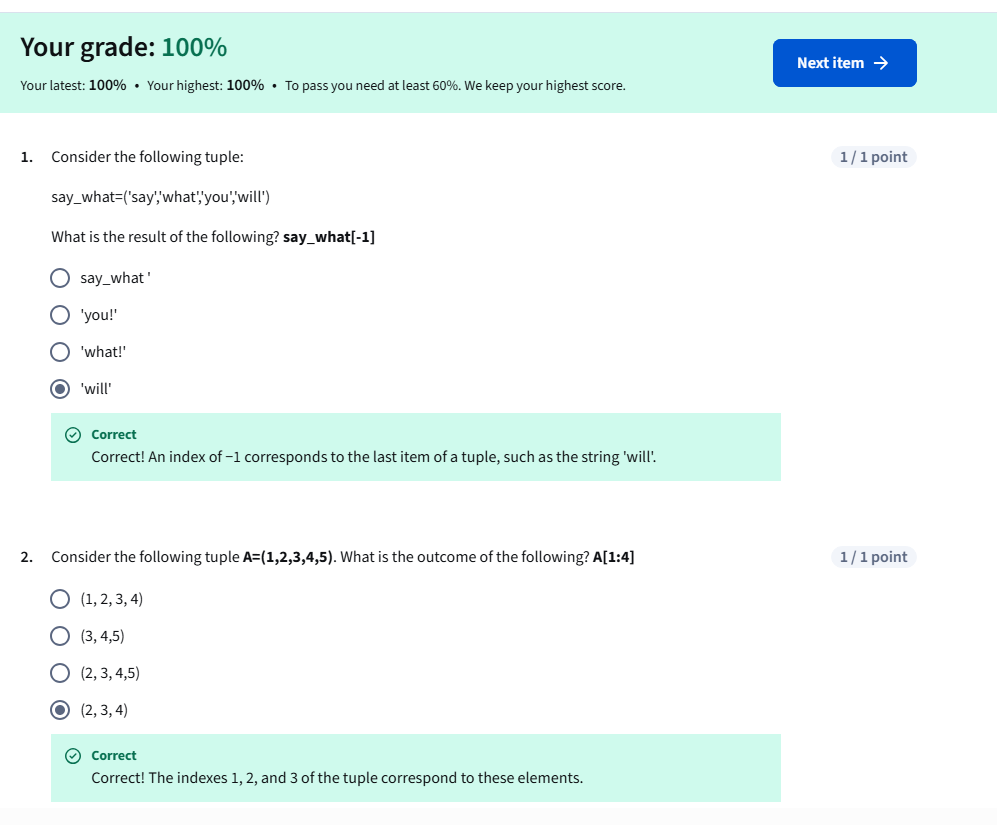 Your grade: 100%
Next item →
Your latest: 100% • Your highest: 100% • To pass you need at least 60%. We keep your highest score.
1. Consider the following tuple:
1 / 1 point
say_what=('say','what','you','will')
What is the result of the following? say_what[-1]
say_what '
'you!'
'what!'
'will'
Correct
Correct! An index of −1 corresponds to the last item of a tuple, such as the string 'will'.
2. Consider the following tuple A=(1,2,3,4,5). What is the outcome of the following? A[1:4]
1 / 1 point
(1, 2, 3, 4)
(3, 4,5)
(2, 3, 4,5)
(2, 3, 4)
Correct
Correct! The indexes 1, 2, and 3 of the tuple correspond to these elements.